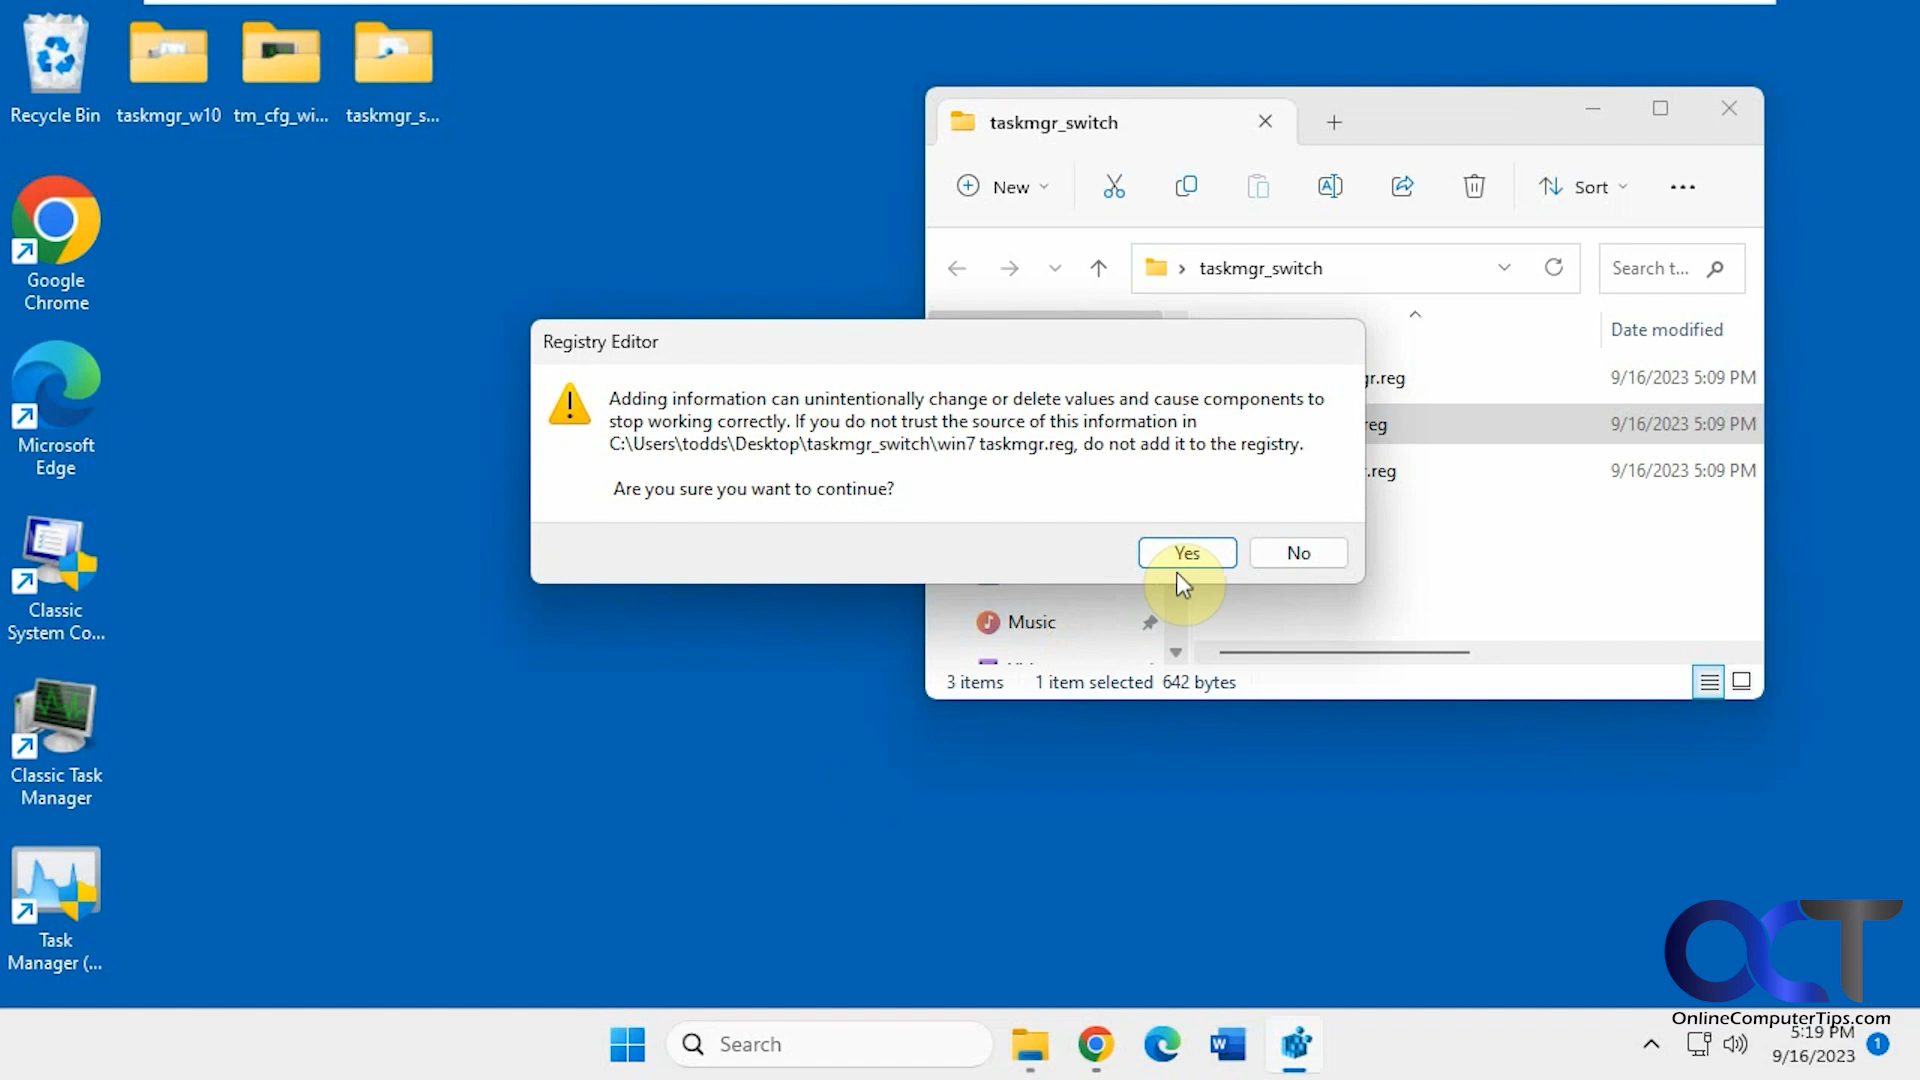 Recycle Bin
taskmgr_w10
tm_cfg_wi...
taskmgr_s...
Google
Chrome
Microsoft
Edge
Classic
System Co...
Classic Task
Manager
Task
Manager (...
taskmgr_switch
New
Sort
taskmgr_switch
Search t...
Date modified
gr.reg
9/16/2023 5:09 PM
reg
9/16/2023 5:09 PM
.reg
9/16/2023 5:09 PM
Registry Editor
Adding information can unintentionally change or delete values and cause components to
stop working correctly. If you do not trust the source of this information in
C:\Users\todds\Desktop\taskmgr_switch\win7 taskmgr.reg, do not add it to the registry.
Are you sure you want to continue?
Yes
No
Music
3 items
1 item selected
642 bytes
OCT
OnlineComputerTips.com
Search
5:19 PM
9/16/2023
1